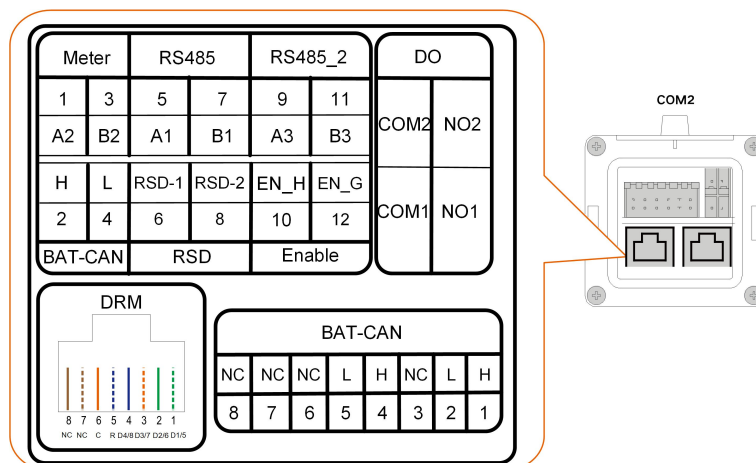 Meter RS485 RS485_2 DO
1 3 5 7 9 11
A2 B2 A1 B1 A3 B3
COM2 NO2
H L RSD-1 RSD-2 EN_H EN_G
2 4 6 8 10 12
COM1 NO1
BAT-CAN RSD Enable
DRM
8 7 6 5 4 3 2 1
NC NC C R D4/8 D3/7 D2/6 D1/5
BAT-CAN
NC NC NC L H NC L H
8 7 6 5 4 3 2 1
COM2